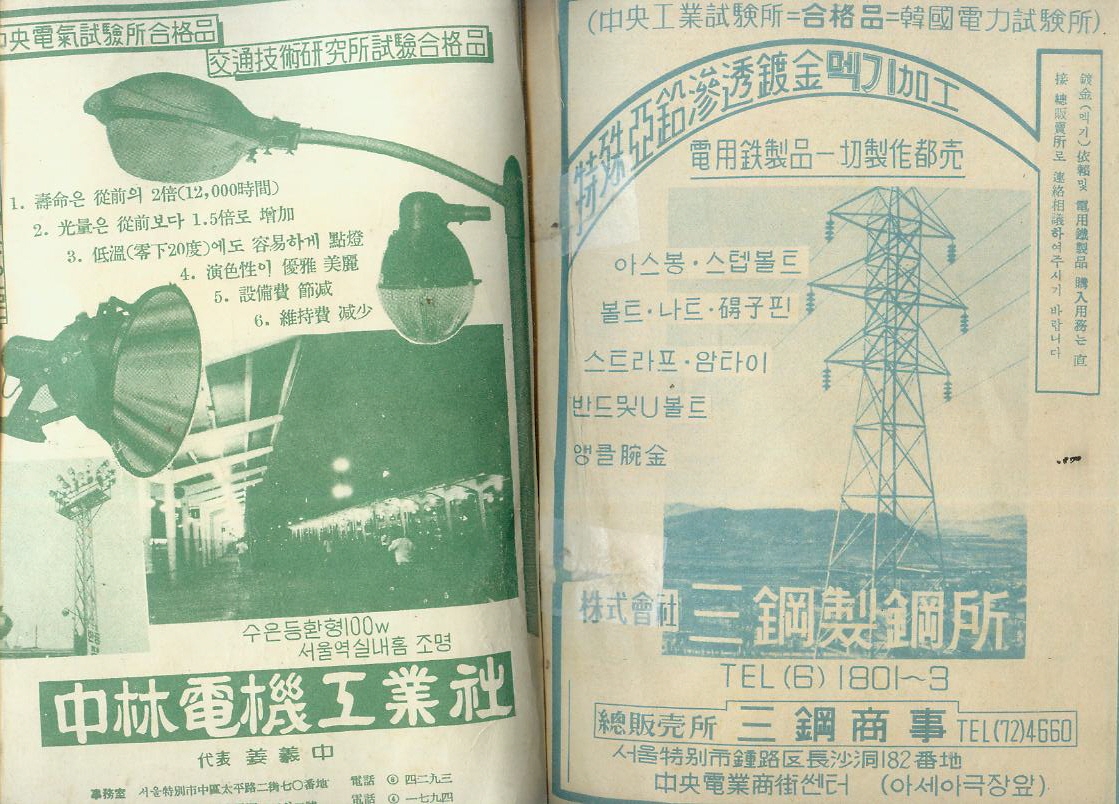 中央電氣試驗所合格品
交通技術研究所試驗合格品
1. 壽命은 從前의 2倍(12,000時間)
2. 光量은 從前보다 1.5倍로 增加
3. 低溫(零下20度)에도 容易하게 點燈
4. 演色性이 優雅 美麗
5. 設備費 節减
6. 維持費 减少
수은등환형100W
서울역실내홈 조명
中林電機工業社
代表 姜義中
事務室 서울特別市中區太平路二街七〇番地 電話 ⑧ 四二九三
電話 ④ 一七九四
(中央工業試験所=合格品=韓國電力試験所)
特殊亞鉛滲透鍍金메기加工
電用鉄製品一切製作都売
鍍金(메기)依賴및 電用鐵製品 購入用務는 直
接 總販賣所로 連絡相議하여주시기 바랍니다
아스봉·스텝볼트
볼트·나트·碍子핀
스트라프·암타이
반드및U볼트
앵클腕金
株式會社 三鋼製鋼所
TEL(6)1801~3
總販売所 三鋼商事 TEL(72)4660
서울特別市鍾路区長沙洞182番地
中央電業商街쎈터 (아세아극장앞)